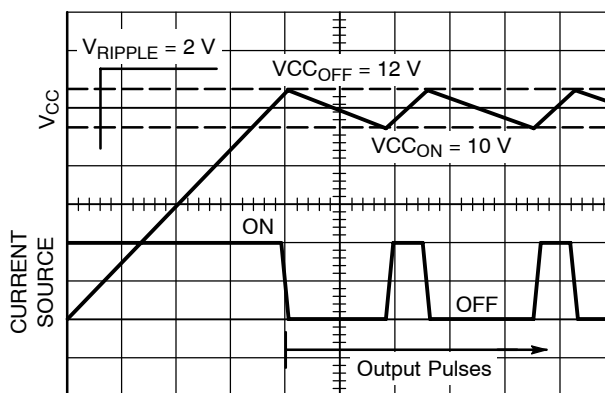 V_RIPPLE = 2 V
VCC_OFF = 12 V
V_CC
VCC_ON = 10 V
ON
CURRENT
SOURCE
OFF
Output Pulses